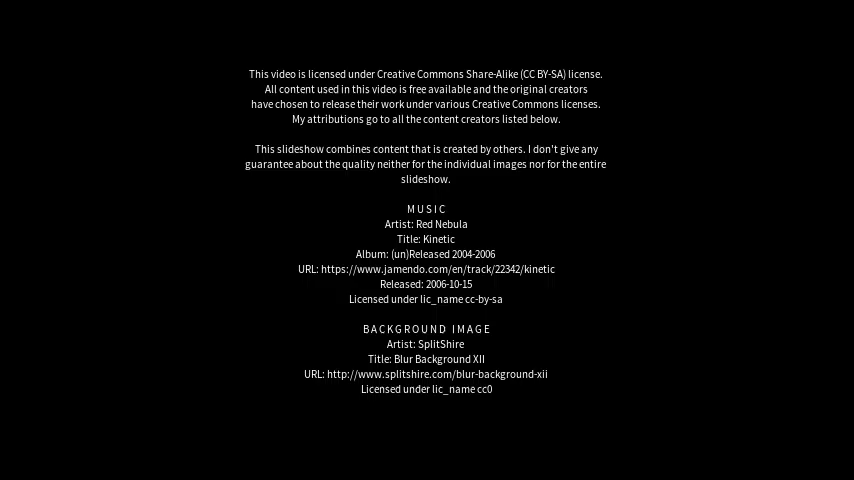 This video is licensed under Creative Commons Share-Alike (CC BY-SA) license.
All content used in this video is free available and the original creators
have chosen to release their work under various Creative Commons licenses.
My attributions go to all the content creators listed below.
This slideshow combines content that is created by others. I don't give any
guarantee about the quality neither for the individual images nor for the entire
slideshow.
MUSIC
Artist: Red Nebula
Title: Kinetic
Album: (un)Released 2004-2006
URL: https://www.jamendo.com/en/track/22342/kinetic
Released: 2006-10-15
Licensed under lic_name cc-by-sa
BACKGROUND IMAGE
Artist: SplitShire
Title: Blur Background XII
URL: http://www.splitshire.com/blur-background-xii
Licensed under lic_name cc0